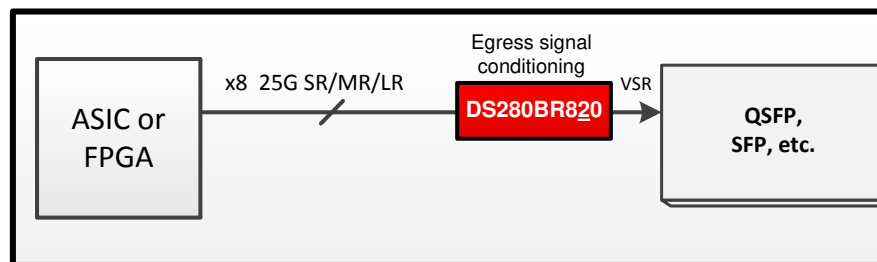 Egress signal
conditioning
x8 25G SR/MR/LR
VSR
ASIC or
FPGA
DS280BR820
QSFP,
SFP, etc.